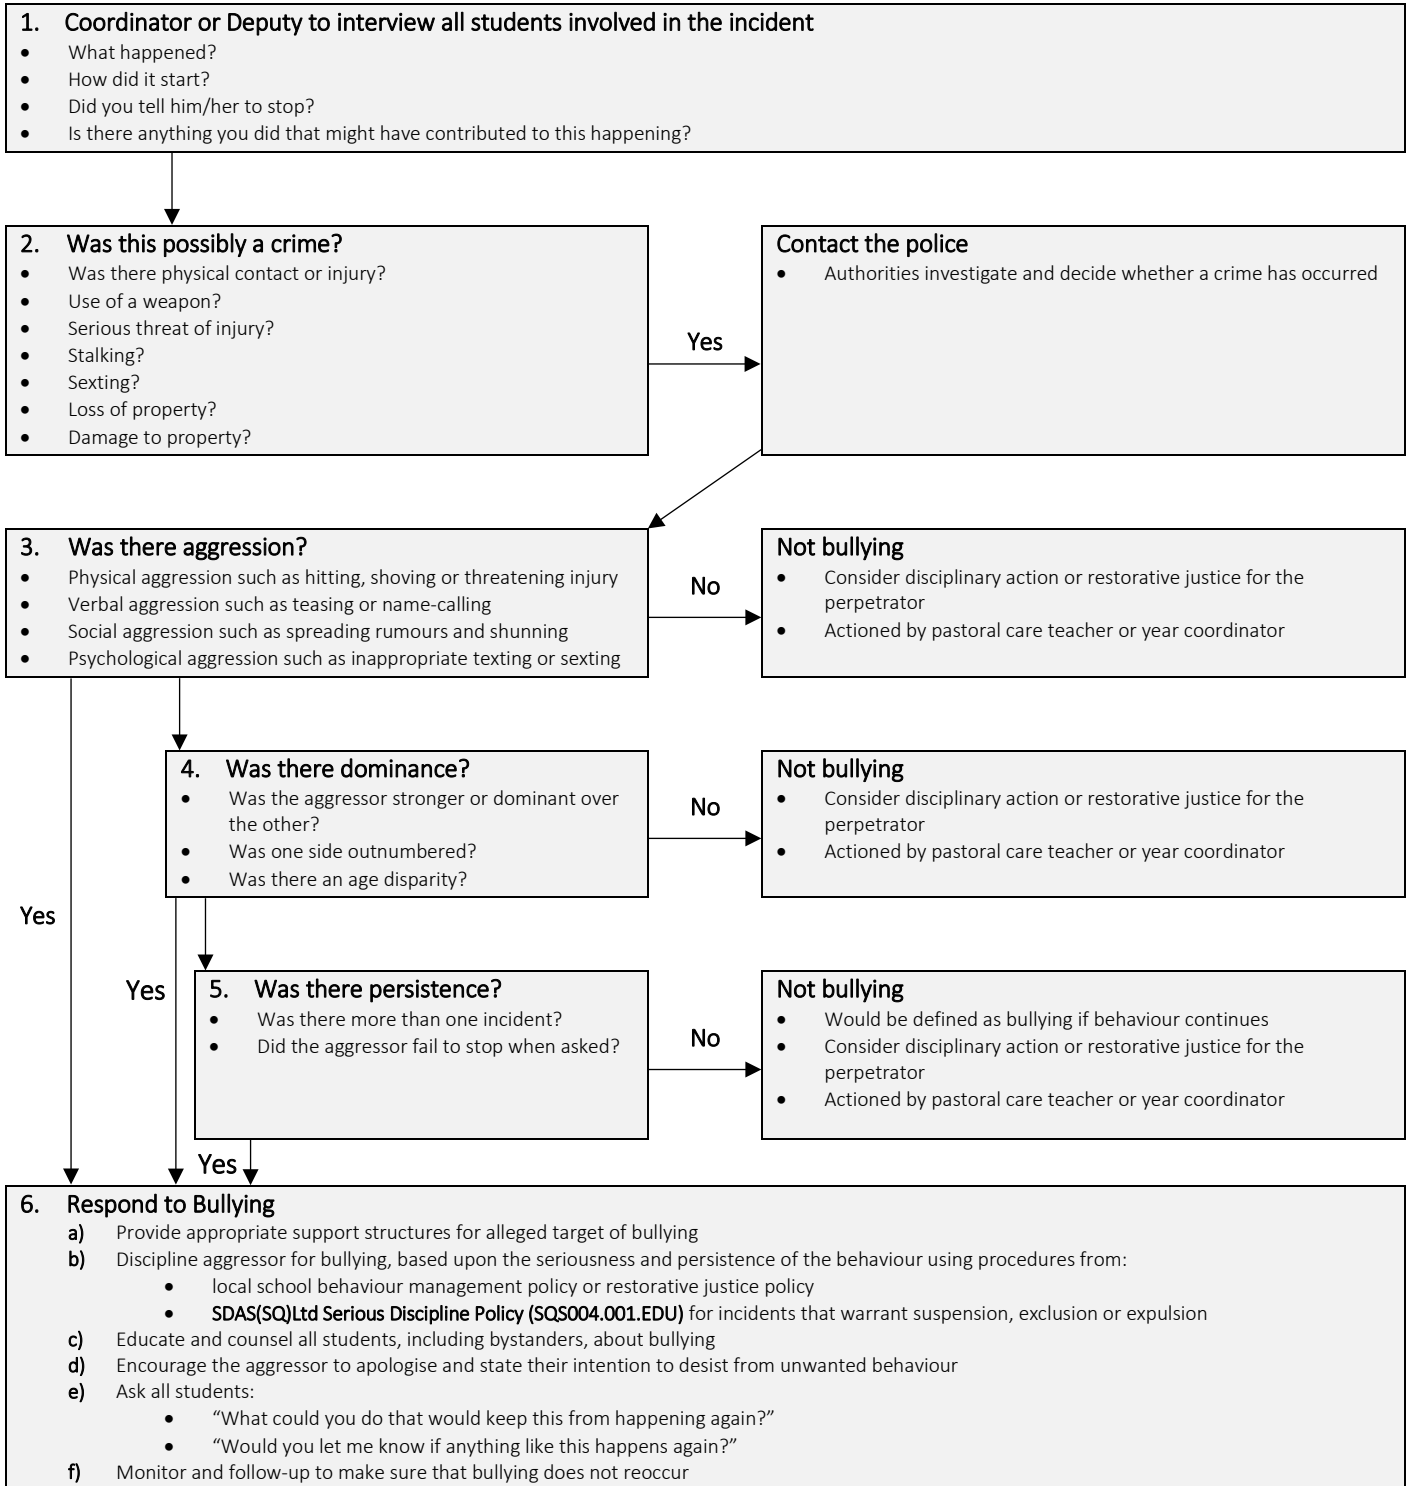 1. Coordinator or Deputy to interview all students involved in the incident
• What happened?
• How did it start?
• Did you tell him/her to stop?
• Is there anything you did that might have contributed to this happening?
2. Was this possibly a crime?
• Was there physical contact or injury?
• Use of a weapon?
• Serious threat of injury?
• Stalking?
• Sexting?
• Loss of property?
• Damage to property?
Yes
Contact the police
• Authorities investigate and decide whether a crime has occurred
3. Was there aggression?
• Physical aggression such as hitting, shoving or threatening injury
• Verbal aggression such as teasing or name-calling
• Social aggression such as spreading rumours and shunning
• Psychological aggression such as inappropriate texting or sexting
No
Not bullying
• Consider disciplinary action or restorative justice for the
perpetrator
• Actioned by pastoral care teacher or year coordinator
4. Was there dominance?
• Was the aggressor stronger or dominant over
the other?
• Was one side outnumbered?
• Was there an age disparity?
No
Not bullying
• Consider disciplinary action or restorative justice for the
perpetrator
• Actioned by pastoral care teacher or year coordinator
Yes
Yes
5. Was there persistence?
• Was there more than one incident?
• Did the aggressor fail to stop when asked?
No
Not bullying
• Would be defined as bullying if behaviour continues
• Consider disciplinary action or restorative justice for the
perpetrator
• Actioned by pastoral care teacher or year coordinator
Yes
6. Respond to Bullying
a) Provide appropriate support structures for alleged target of bullying
b) Discipline aggressor for bullying, based upon the seriousness and persistence of the behaviour using procedures from:
• local school behaviour management policy or restorative justice policy
• SDAS(SQ)Ltd Serious Discipline Policy (SQS004.001.EDU) for incidents that warrant suspension, exclusion or expulsion
c) Educate and counsel all students, including bystanders, about bullying
d) Encourage the aggressor to apologise and state their intention to desist from unwanted behaviour
e) Ask all students:
• “What could you do that would keep this from happening again?”
• “Would you let me know if anything like this happens again?”
f) Monitor and follow-up to make sure that bullying does not reoccur